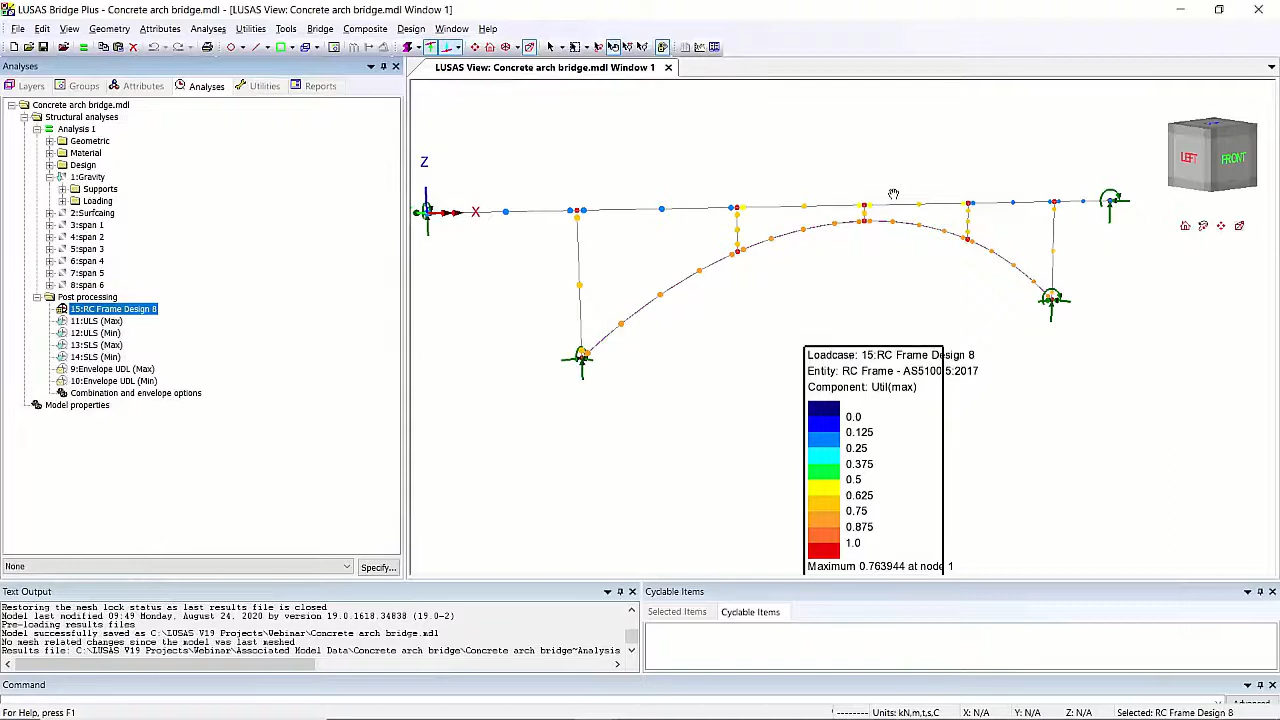 LUSAS Bridge Plus - Concrete arch bridge.mdl - [LUSAS View: Concrete arch bridge.mdl Window 1]
File Edit View Geometry Attributes Analyses Utilities Tools Bridge Composite Design Window Help
Analyses
LUSAS View: Concrete arch bridge.mdl Window 1
Layers Groups Attributes Analyses Utilities Reports
Concrete arch bridge.mdl
Structural analyses
Analysis 1
Geometric
Material
Design
1:Gravity
Supports
Loading
2:Surfcaing
3:span 1
4:span 2
5:span 3
6:span 4
7:span 5
8:span 6
Post processing
15:RC Frame Design 8
11:ULS (Max)
12:ULS (Min)
13:SLS (Max)
14:SLS (Min)
9:Envelope UDL (Max)
10:Envelope UDL (Min)
Combination and envelope options
Model properties
Z
X
LEFT FRONT
Loadcase: 15:RC Frame Design 8
Entity: RC Frame - AS5100.5:2017
Component: Util(max)
0.0
0.125
0.25
0.375
0.5
0.625
0.75
0.875
1.0
Maximum 0.763944 at node 1
None Specify...
Text Output
Restoring the mesh lock status as last results file is closed
Model last modified 09:49 Monday, August 24, 2020 by version 19.0.1618.34838 (19.0-2)
Pre-loading results files
Model successfully saved as C:\LUSAS V19 Projects\Webinar\Concrete arch bridge.mdl
No mesh related changes since the model was last meshed
Results file: C:\LUSAS V19 Projects\Webinar\Associated Model Data\Concrete arch bridge\Concrete arch bridge~Analysis
Cyclable Items
Selected Items Cyclable Items
Command
Advanced
For Help, press F1
Units: kN,m,t,s,C X: N/A Y: N/A Z: N/A Selected: RC Frame Design 8